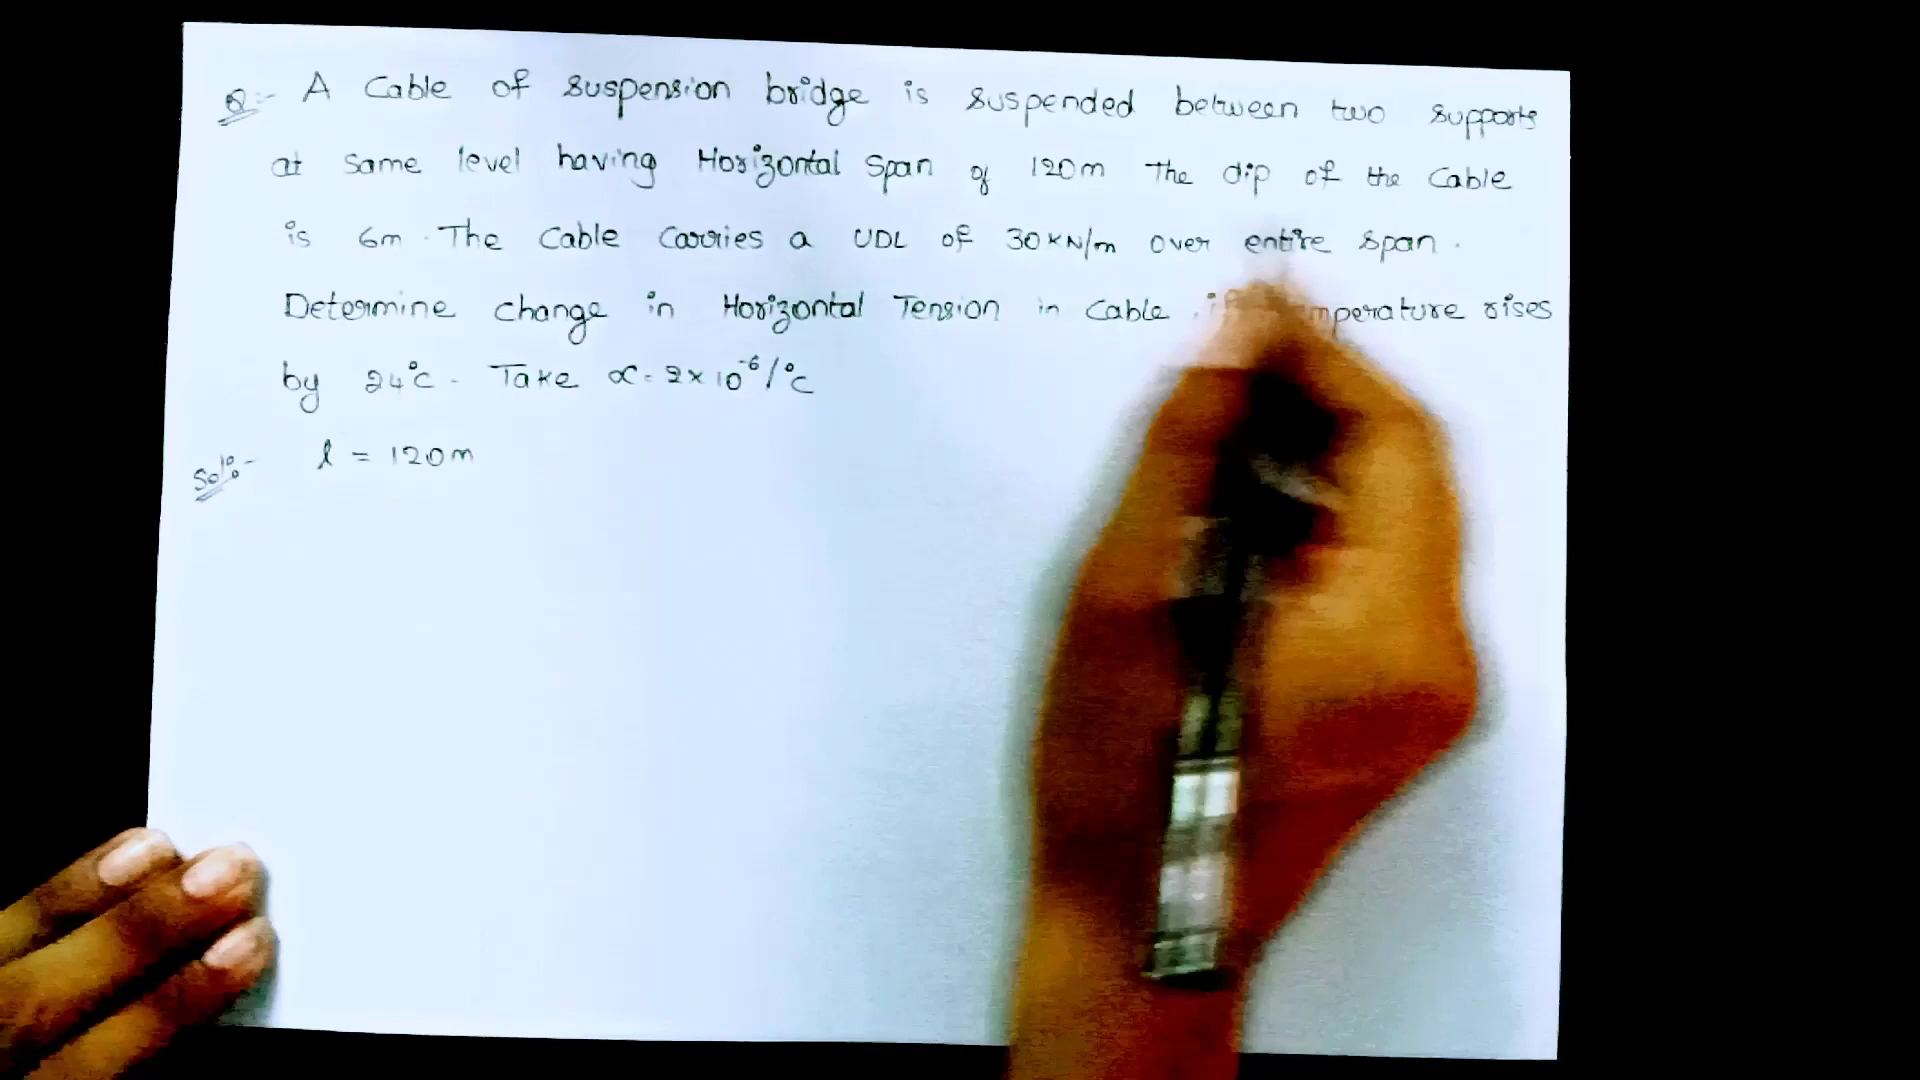 Q:- A Cable of suspension bridge is suspended between two supports
at same level having Horizontal span of 120m The dip of the cable
is 6m. The cable carries a UDL of 30KN/m over entire span.
Determine change in Horizontal Tension in cable if mperature rises
by 24°c. Take α = 2×10⁻⁶/°c
Sol:- l = 120m